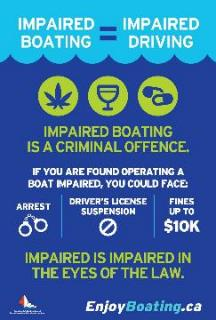 IMPAIRED BOATING = IMPAIRED DRIVING
IMPAIRED BOATING
IS A CRIMINAL OFFENCE.
IF YOU ARE FOUND OPERATING A
BOAT IMPAIRED, YOU COULD FACE:
ARREST
DRIVER'S LICENSE
SUSPENSION
FINES
UP TO
$10K
IMPAIRED IS IMPAIRED IN
THE EYES OF THE LAW.
EnjoyBoating.ca